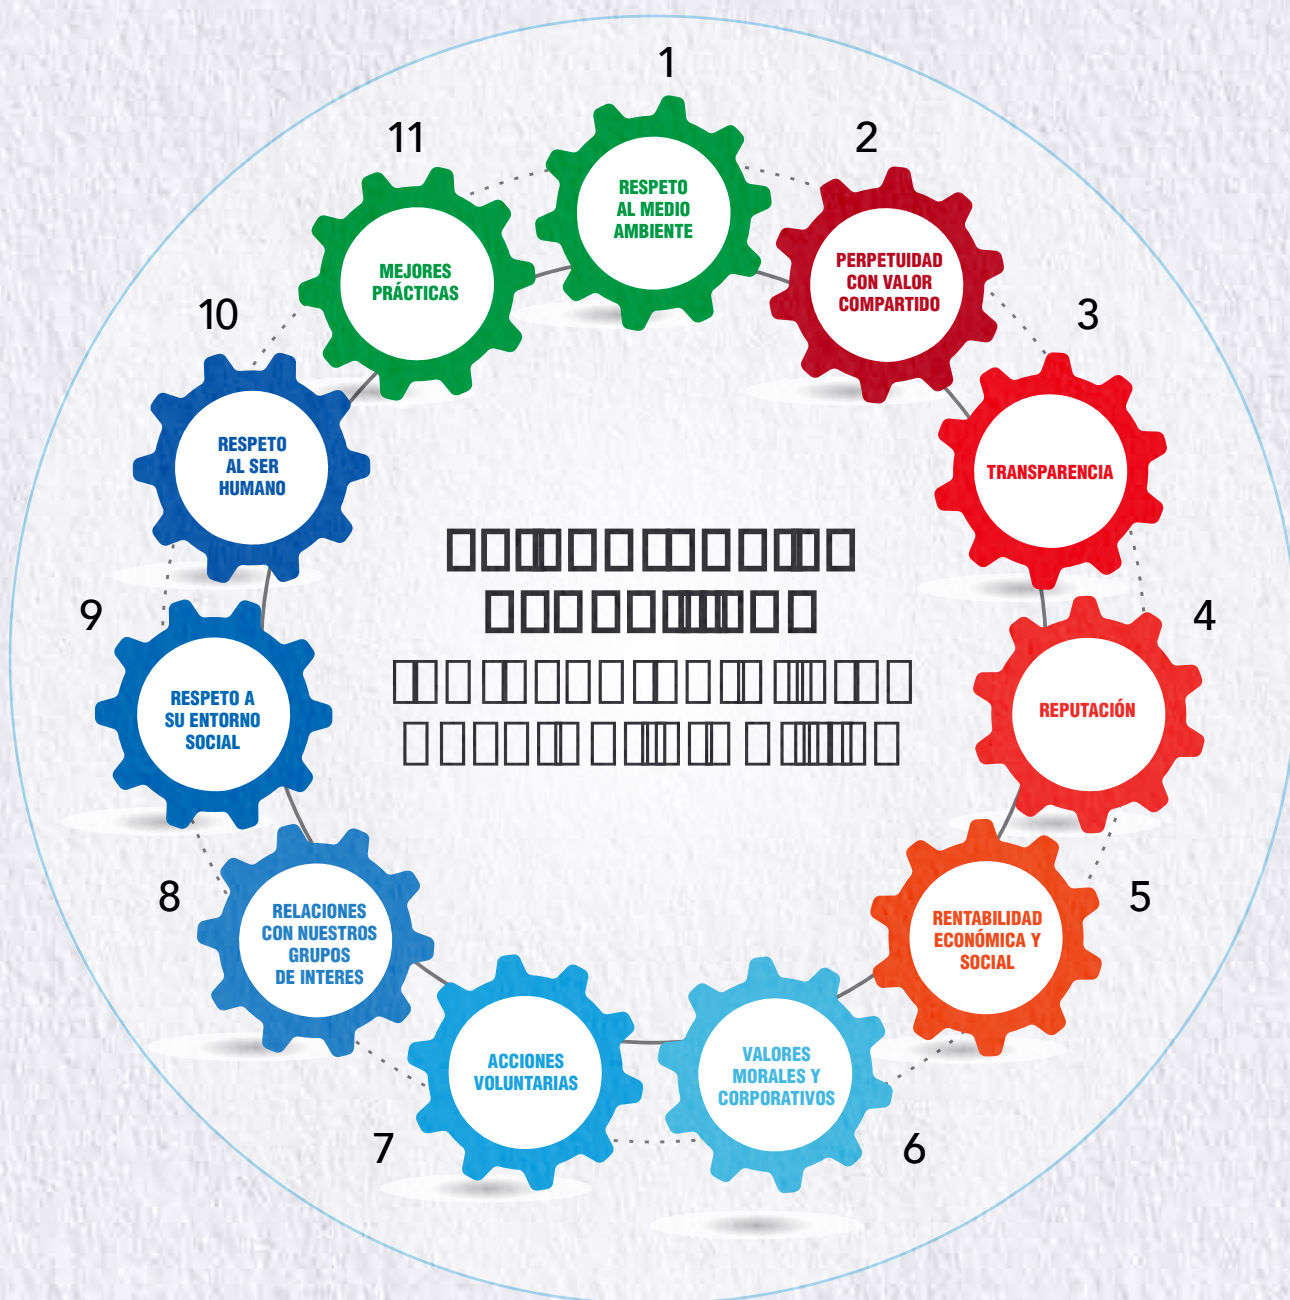 1
RESPETO
AL MEDIO
AMBIENTE
2
PERPETUIDAD
CON VALOR
COMPARTIDO
3
TRANSPARENCIA
4
REPUTACIÓN
5
RENTABILIDAD
ECONÓMICA Y
SOCIAL
6
VALORES
MORALES Y
CORPORATIVOS
7
ACCIONES
VOLUNTARIAS
8
RELACIONES
CON NUESTROS
GRUPOS
DE INTERES
9
RESPETO A
SU ENTORNO
SOCIAL
10
RESPETO
AL SER
HUMANO
11
MEJORES
PRÁCTICAS